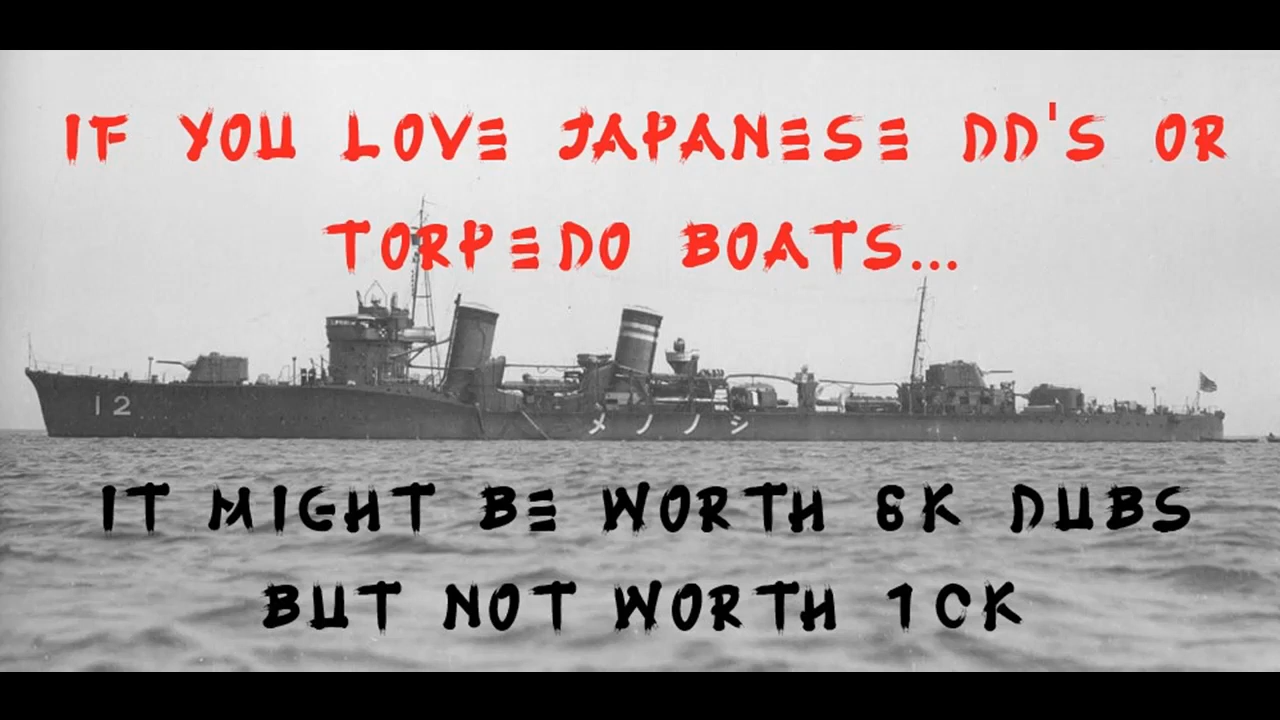 IF YOU LOVE JAPANESE DD'S OR
TORPEDO BOATS...
12
メノノシ
IT MIGHT BE WORTH 6K DUBS
BUT NOT WORTH 10K